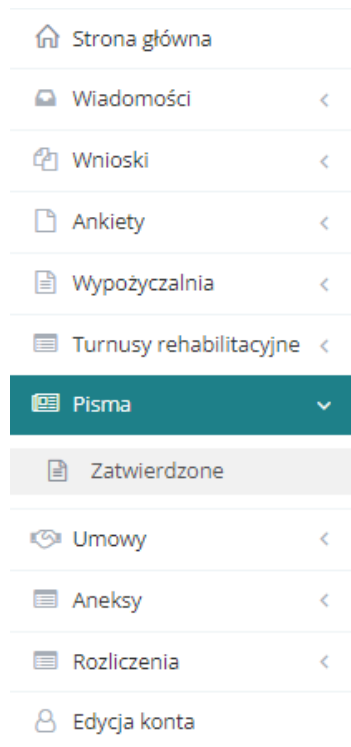 Strona główna
Wiadomości
Wnioski
Ankiety
Wypożyczalnia
Turnusy rehabilitacyjne
Pisma
Zatwierdzone
Umowy
Aneksy
Rozliczenia
Edycja konta